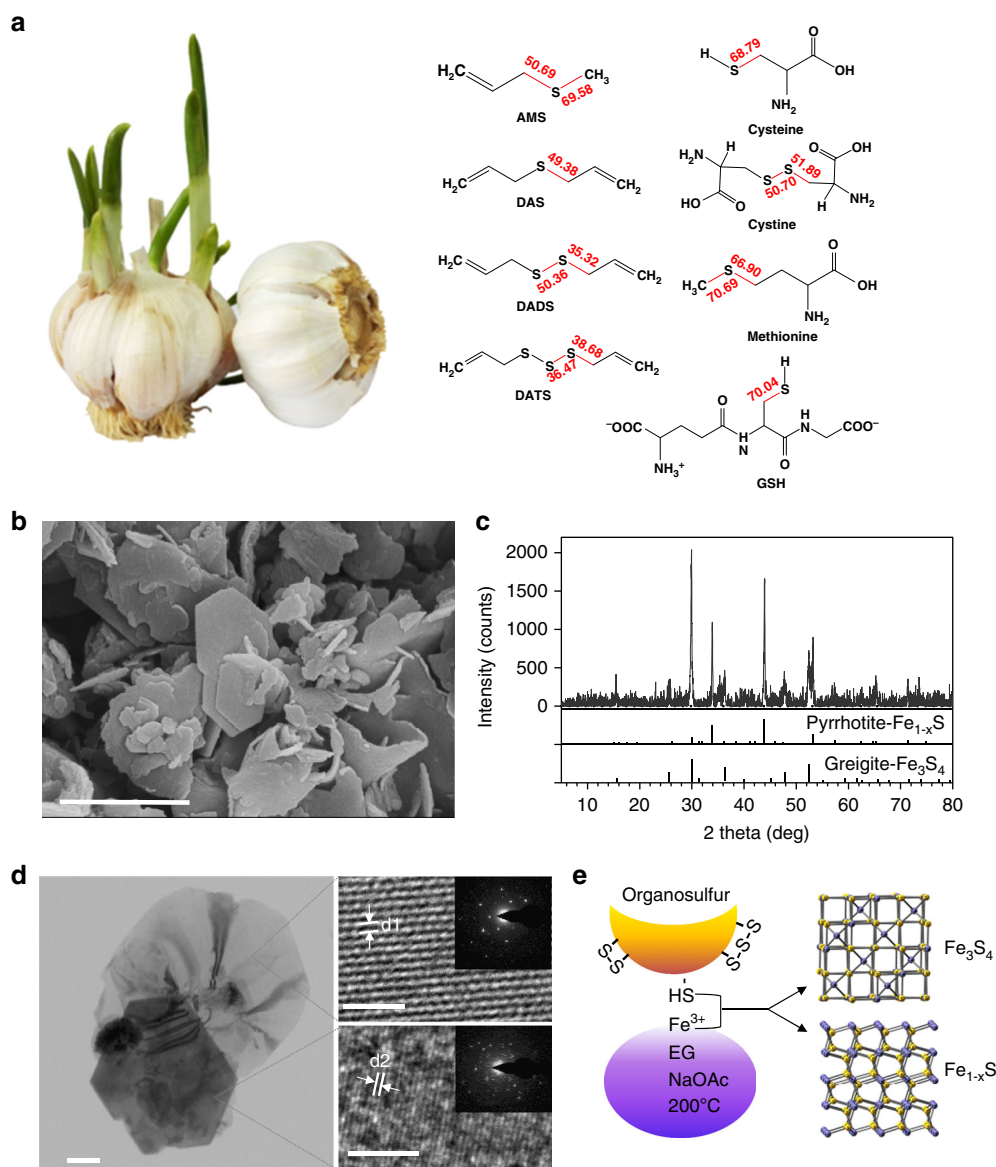 a
H₂C
50.69
S
69.58
CH₃
AMS
H₂C
S
49.38
CH₂
DAS
H₂C
S
S
35.32
50.36
CH₂
DADS
H₂C
S
S
S
38.68
36.47
CH₂
DATS
H
S
68.79
O
OH
NH₂
Cysteine
H₂N
H
HO
O
S
S
51.89
50.70
O
OH
H
NH₂
Cystine
H₃C
S
66.90
70.69
O
OH
NH₂
Methionine
H
S
70.04
⁻OOC
NH₃⁺
O
H
N
O
H
N
COO⁻
GSH
b
c
Intensity (counts)
2000
1500
1000
500
0
Pyrrhotite-Fe₁₋ₓS
Greigite-Fe₃S₄
10 20 30 40 50 60 70 80
2 theta (deg)
d
d1
d2
e
Organosulfur
S-S
S-S-S
HS
Fe³⁺
EG
NaOAc
200°C
Fe₃S₄
Fe₁₋ₓS